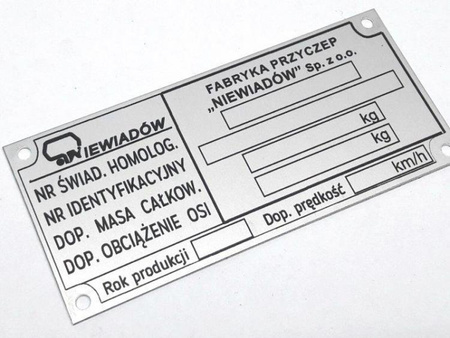 NIEWIADÓW
NR ŚWIAD. HOMOLOG.
NR IDENTYFIKACYJNY
DOP. MASA CAŁKOW.
DOP. OBCIĄŻENIE OSI
FABRYKA PRZYCZEP
„NIEWIADÓW” Sp. z o.o.
kg
kg
Rok produkcji
Dop. prędkość km/h